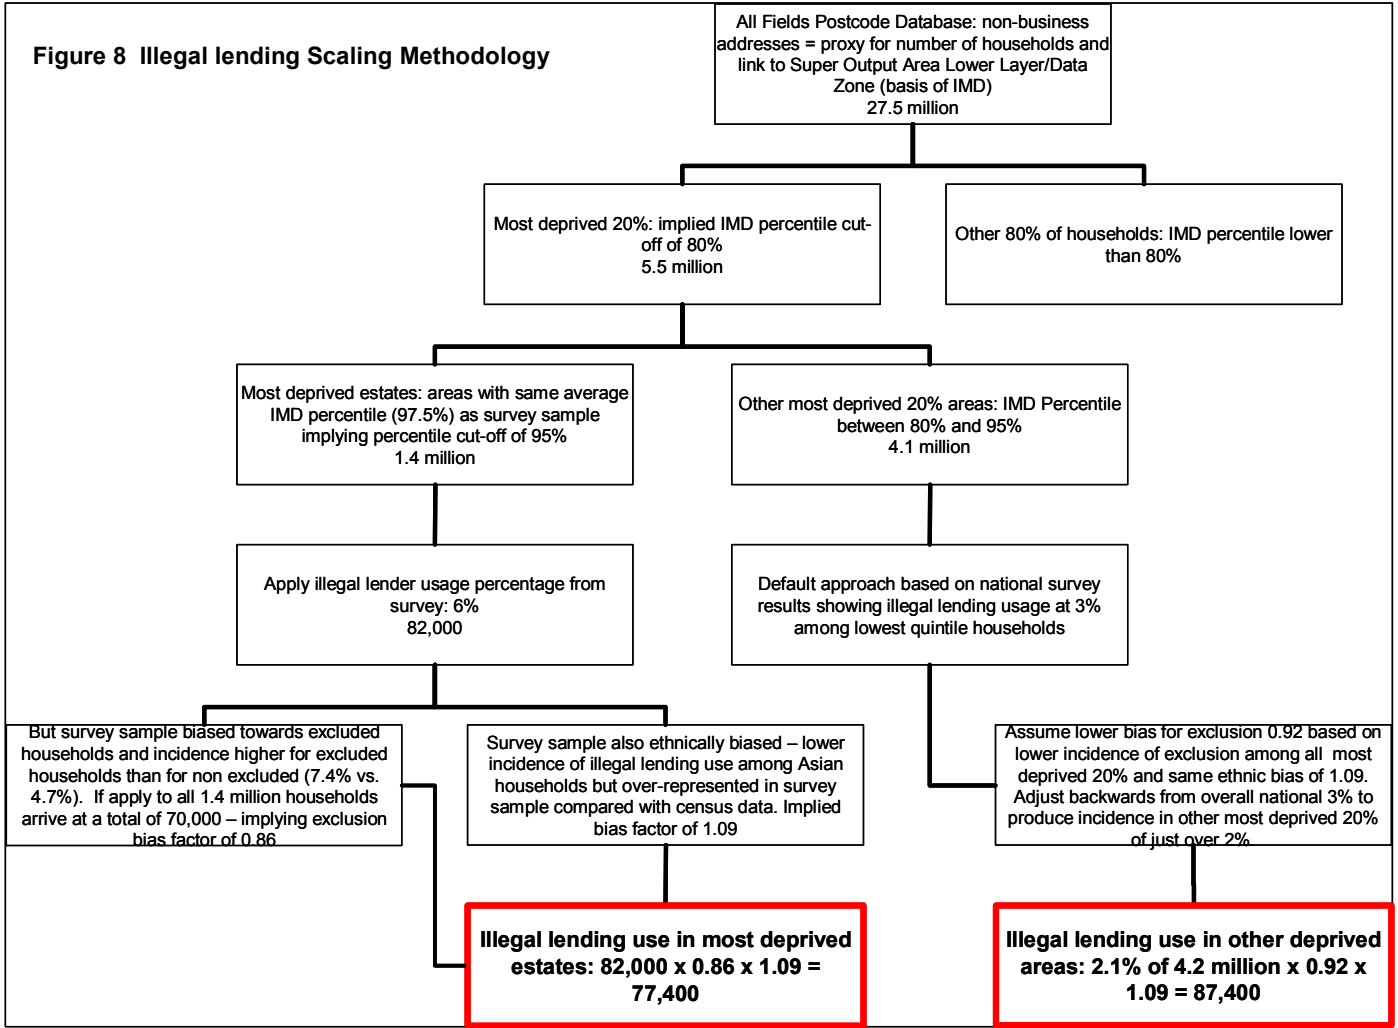 Figure 8 Illegal lending Scaling Methodology
All Fields Postcode Database: non-business
addresses = proxy for number of households and
link to Super Output Area Lower Layer/Data
Zone (basis of IMD)
27.5 million
Most deprived 20%: implied IMD percentile cut-
off of 80%
5.5 million
Other 80% of households: IMD percentile lower
than 80%
Most deprived estates: areas with same average
IMD percentile (97.5%) as survey sample
implying percentile cut-off of 95%
1.4 million
Other most deprived 20% areas: IMD Percentile
between 80% and 95%
4.1 million
Apply illegal lender usage percentage from
survey: 6%
82,000
Default approach based on national survey
results showing illegal lending usage at 3%
among lowest quintile households
But survey sample biased towards excluded
households and incidence higher for excluded
households than for non excluded (7.4% vs.
4.7%). If apply to all 1.4 million households
arrive at a total of 70,000 – implying exclusion
bias factor of 0.86
Survey sample also ethnically biased – lower
incidence of illegal lending use among Asian
households but over-represented in survey
sample compared with census data. Implied
bias factor of 1.09
Assume lower bias for exclusion 0.92 based on
lower incidence of exclusion among all most
deprived 20% and same ethnic bias of 1.09.
Adjust backwards from overall national 3% to
produce incidence in other most deprived 20%
of just over 2%
Illegal lending use in most deprived
estates: 82,000 x 0.86 x 1.09 =
77,400
Illegal lending use in other deprived
areas: 2.1% of 4.2 million x 0.92 x
1.09 = 87,400